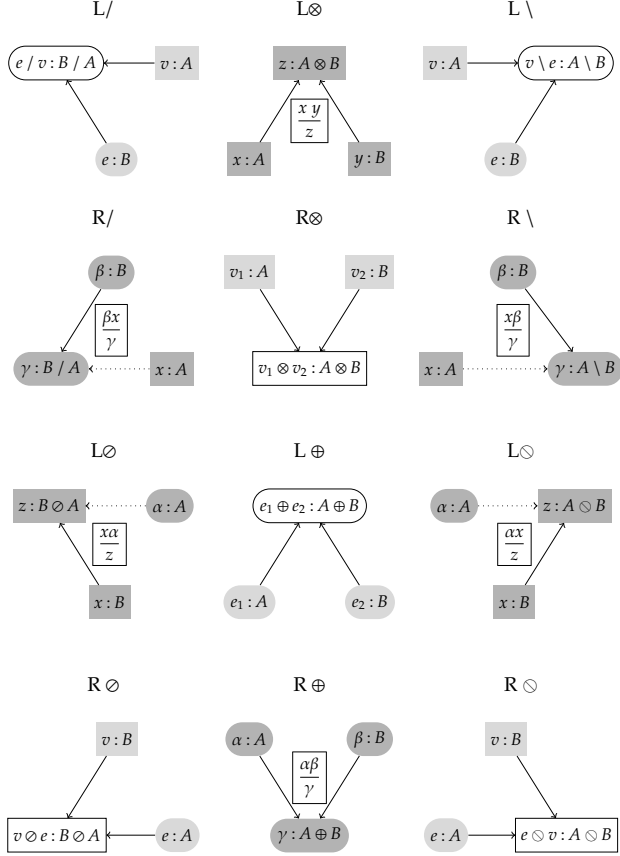 L/ L⊗ L \
e / v : B / A v : A z : A ⊗ B v : A v \ e : A \ B
x y
z
e : B x : A y : B e : B
R/ R⊗ R \
β : B v₁ : A v₂ : B β : B
βx xβ
γ γ
γ : B / A x : A v₁ ⊗ v₂ : A ⊗ B x : A γ : A \ B
L⊘ L ⊕ L⦸
z : B ⊘ A α : A e₁ ⊕ e₂ : A ⊕ B α : A z : A ⦸ B
xα αx
z z
x : B e₁ : A e₂ : B x : B
R ⊘ R ⊕ R ⦸
v : B α : A β : B v : B
αβ
γ
v ⊘ e : B ⊘ A e : A γ : A ⊕ B e : A e ⦸ v : A ⦸ B